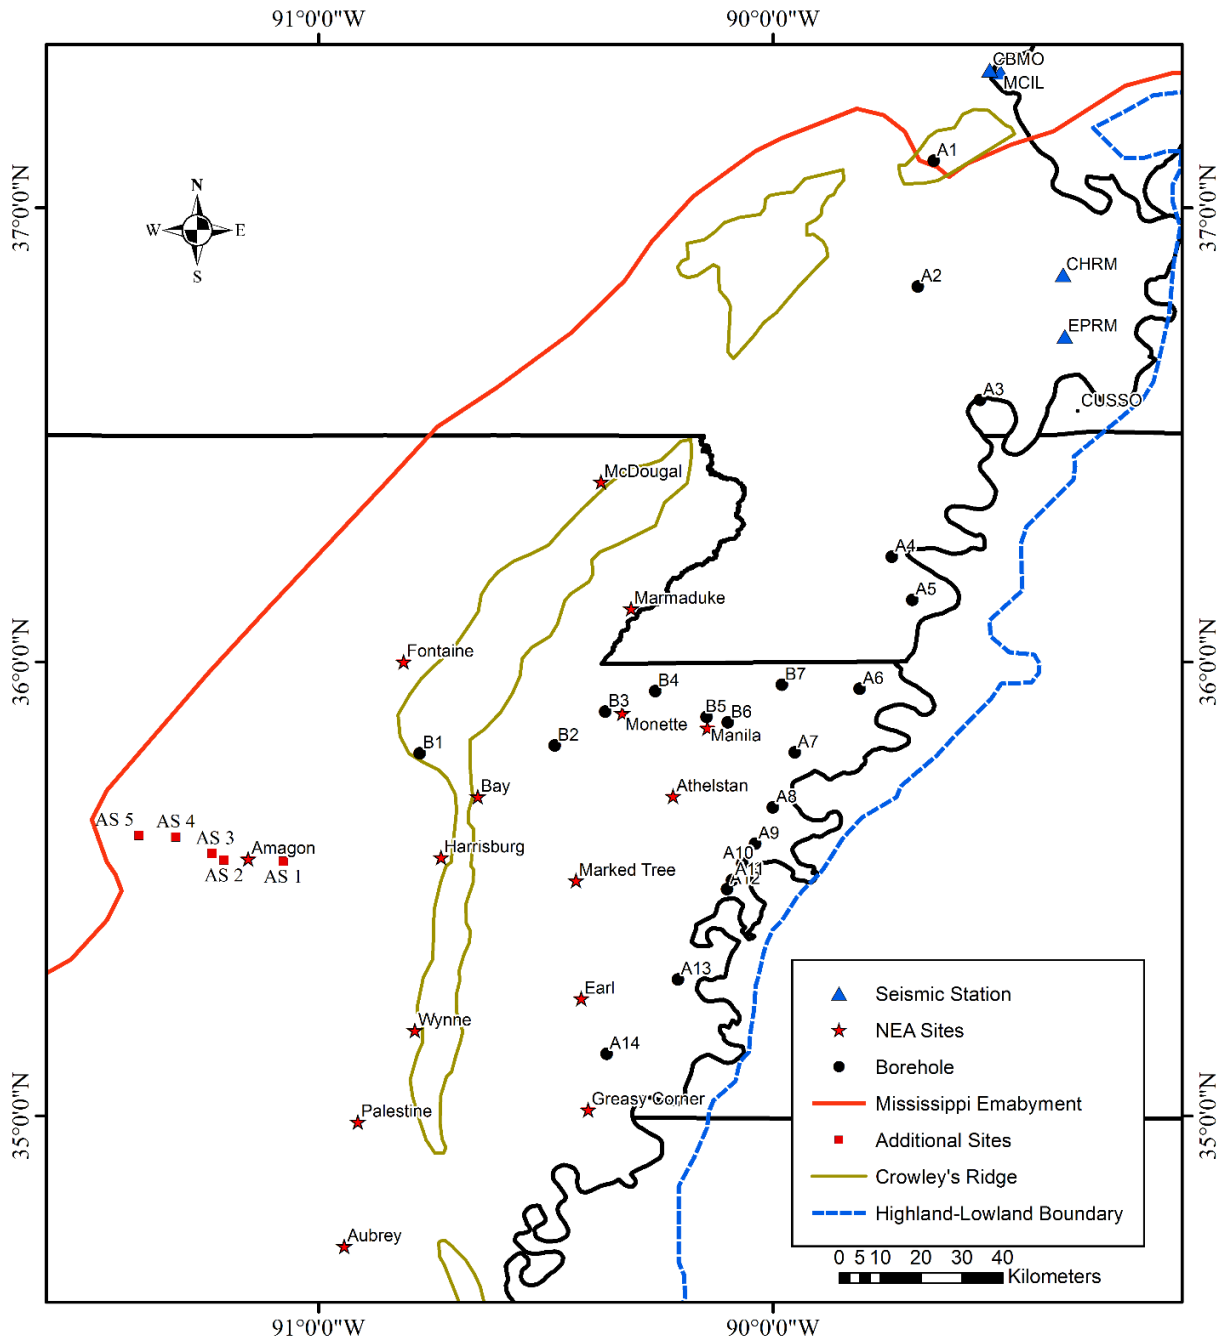 91°0'0"W
90°0'0"W
CBMO
MCIL
A1
N
W
E
S
37°0'0"N
37°0'0"N
CHRM
A2
EPRM
A3
CUSSO
McDougal
A4
A5
Marmaduke
Fontaine
36°0'0"N
36°0'0"N
B4
B7
A6
B3
B5
B6
Monette
Manila
B1
B2
A7
Bay
Athelstan
A8
AS 5
AS 4
AS 3
Amagon
AS 2
AS 1
Harrisburg
A9
A10
A11
A12
Marked Tree
A13
Earl
Wynne
A14
Greasy Corner
Palestine
35°0'0"N
35°0'0"N
Aubrey
Seismic Station
NEA Sites
Borehole
Mississippi Emabyment
Additional Sites
Crowley's Ridge
Highland-Lowland Boundary
0 5 10 20 30 40
Kilometers
91°0'0"W
90°0'0"W